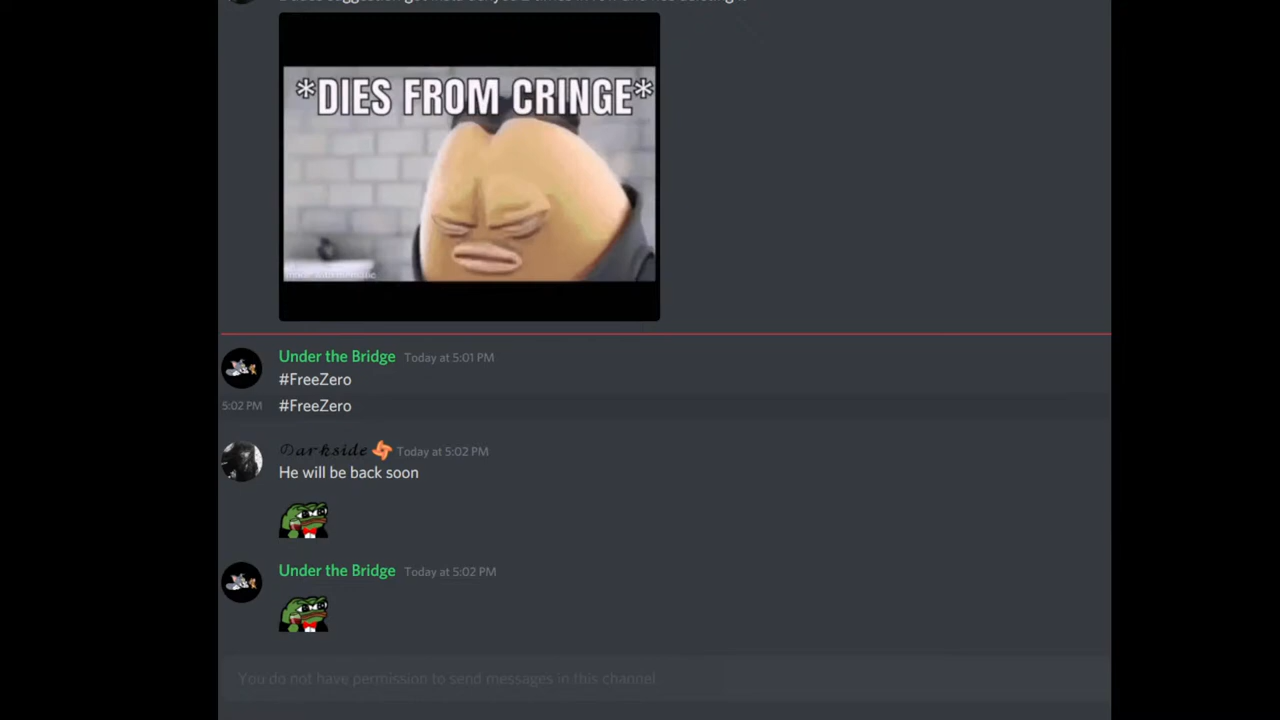 *DIES FROM CRINGE*
Under the Bridge Today at 5:01 PM
#FreeZero
5:02 PM #FreeZero
Darkside Today at 5:02 PM
He will be back soon
Under the Bridge Today at 5:02 PM
You do not have permission to send messages in this channel